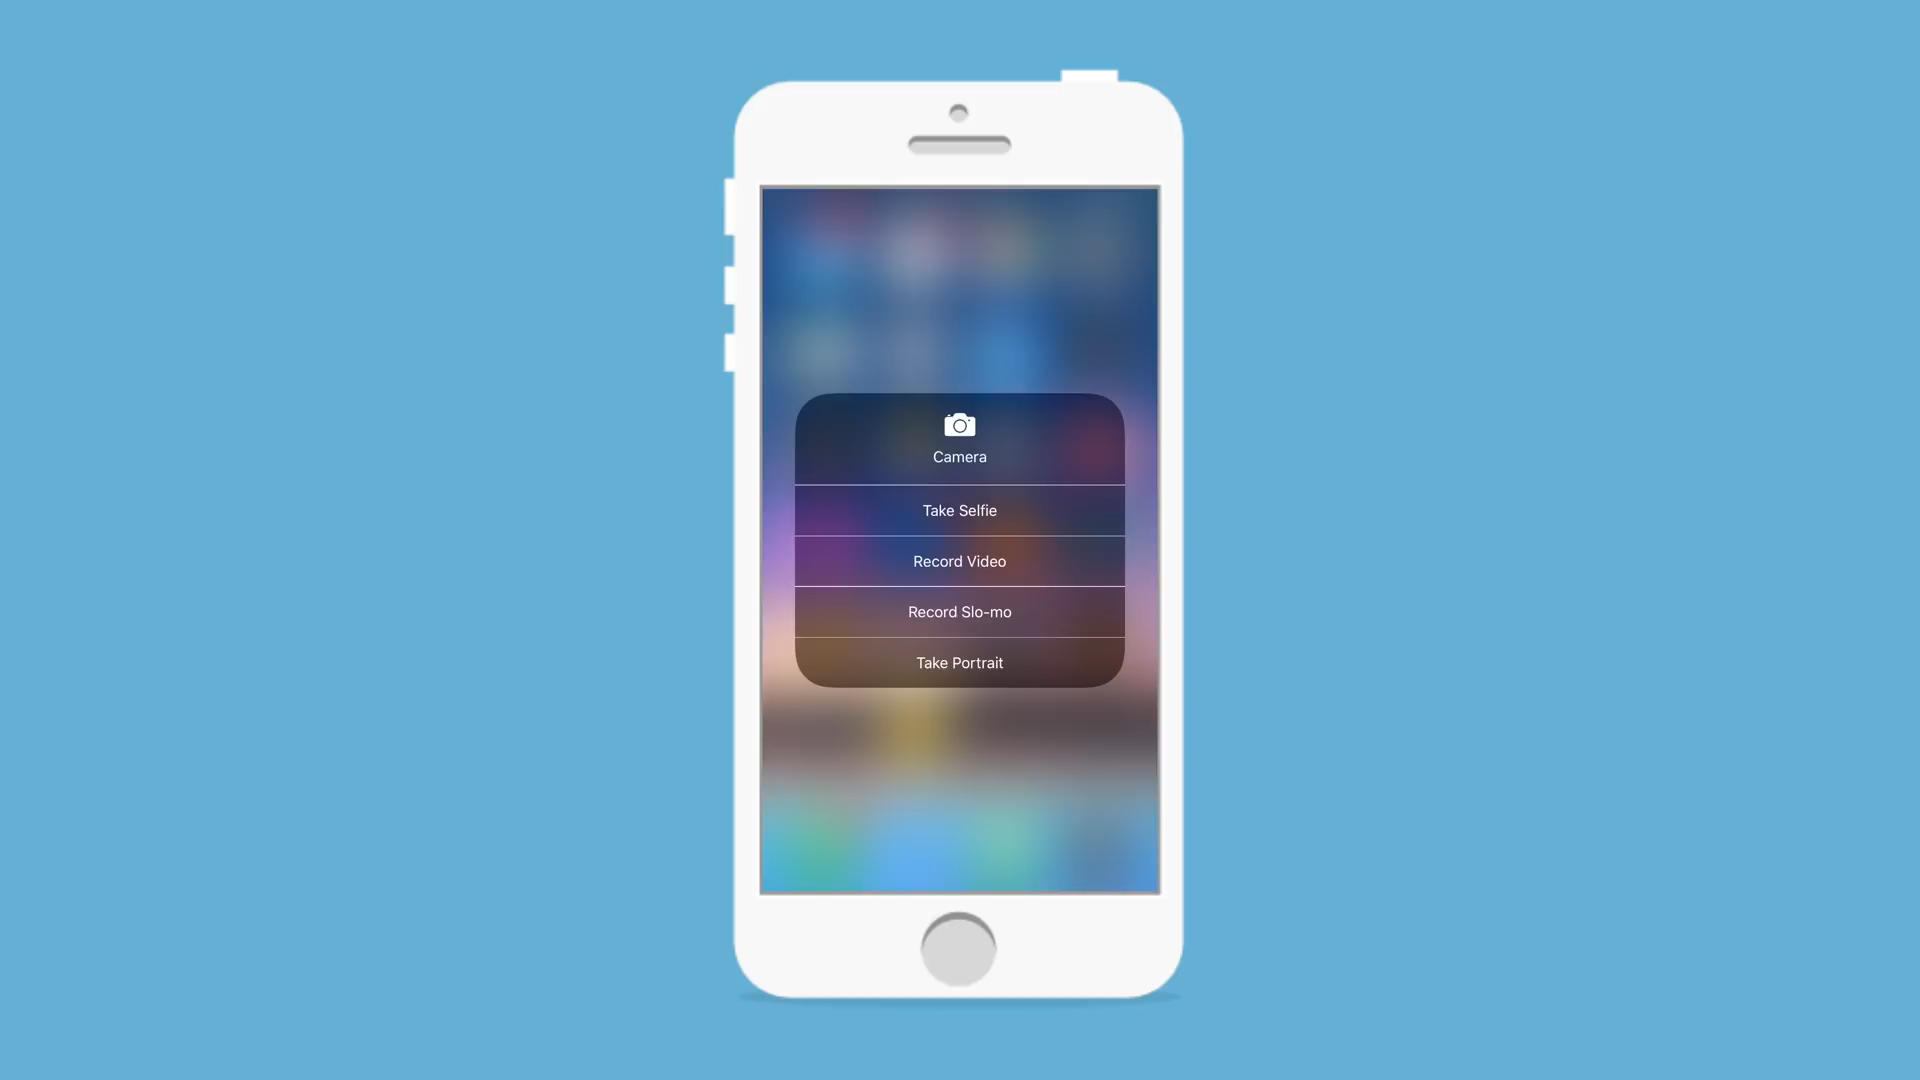 Camera
Take Selfie
Record Video
Record Slo-mo
Take Portrait